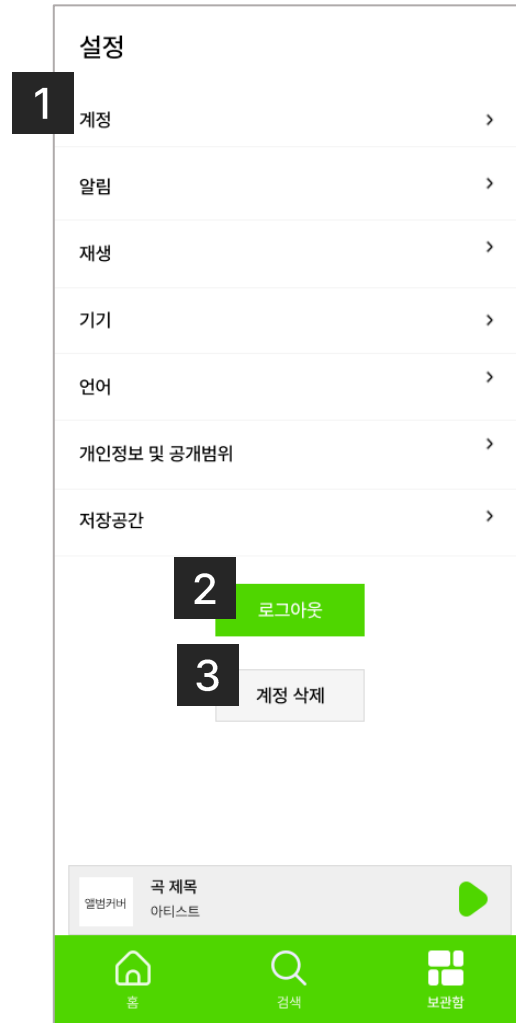 설정
1
계정
알림
재생
기기
언어
개인정보 및 공개범위
저장공간
2
로그아웃
3
계정 삭제
앨범커버
곡 제목
아티스트
홈
검색
보관함